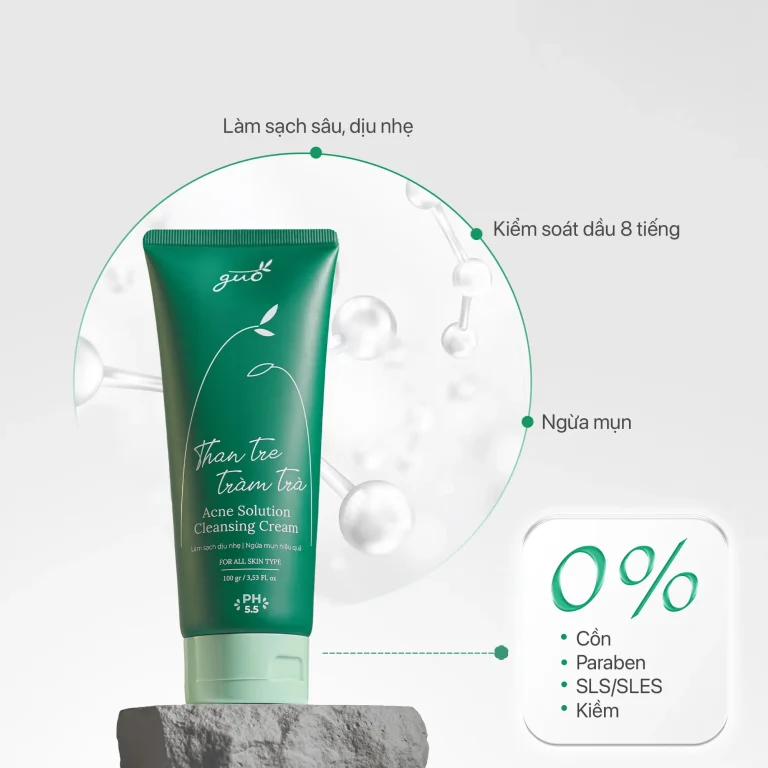 Làm sạch sâu, dịu nhẹ
Kiểm soát dầu 8 tiếng
Ngừa mụn
guo
Than tre
tràm trà
Acne Solution
Cleansing Cream
Làm sạch dịu nhẹ | Ngừa mụn hiệu quả
FOR ALL SKIN TYPE
100 gr / 3,53 Fl. oz
PH
5.5
0%
• Cồn
• Paraben
• SLS/SLES
• Kiềm